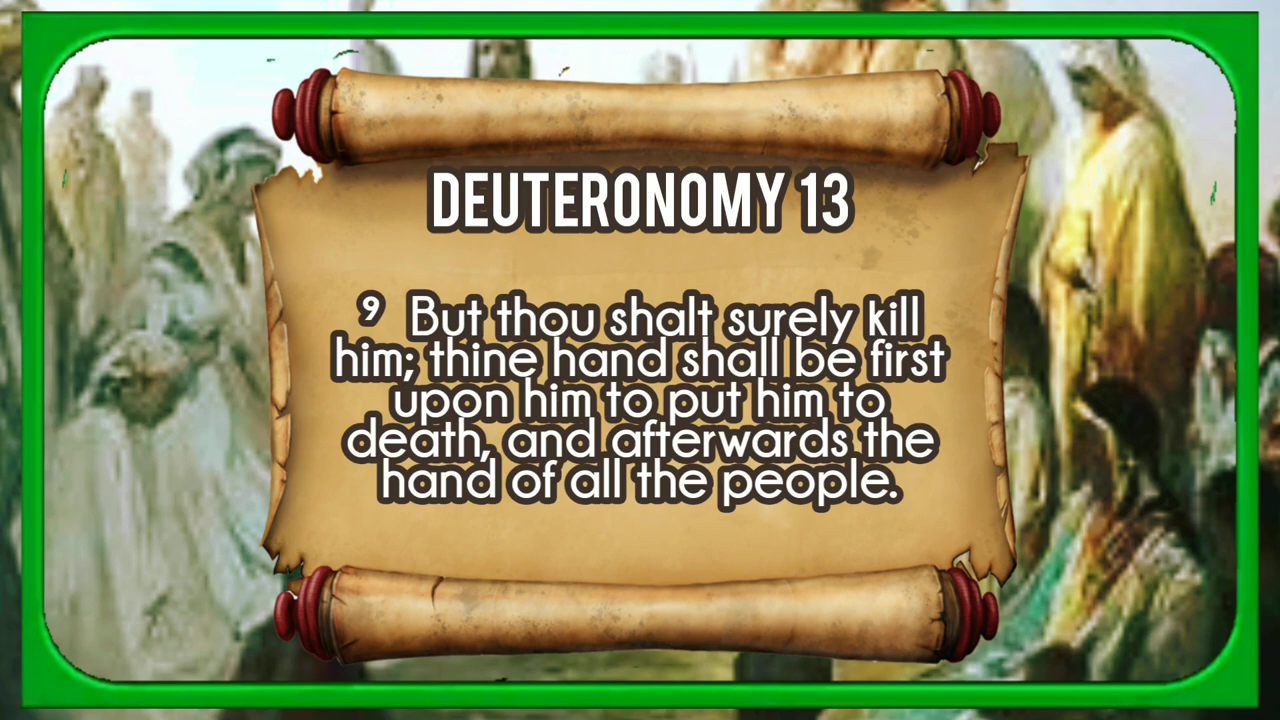 DEUTERONOMY 13
9 But thou shalt surely kill
him; thine hand shall be first
upon him to put him to
death, and afterwards the
hand of all the people.